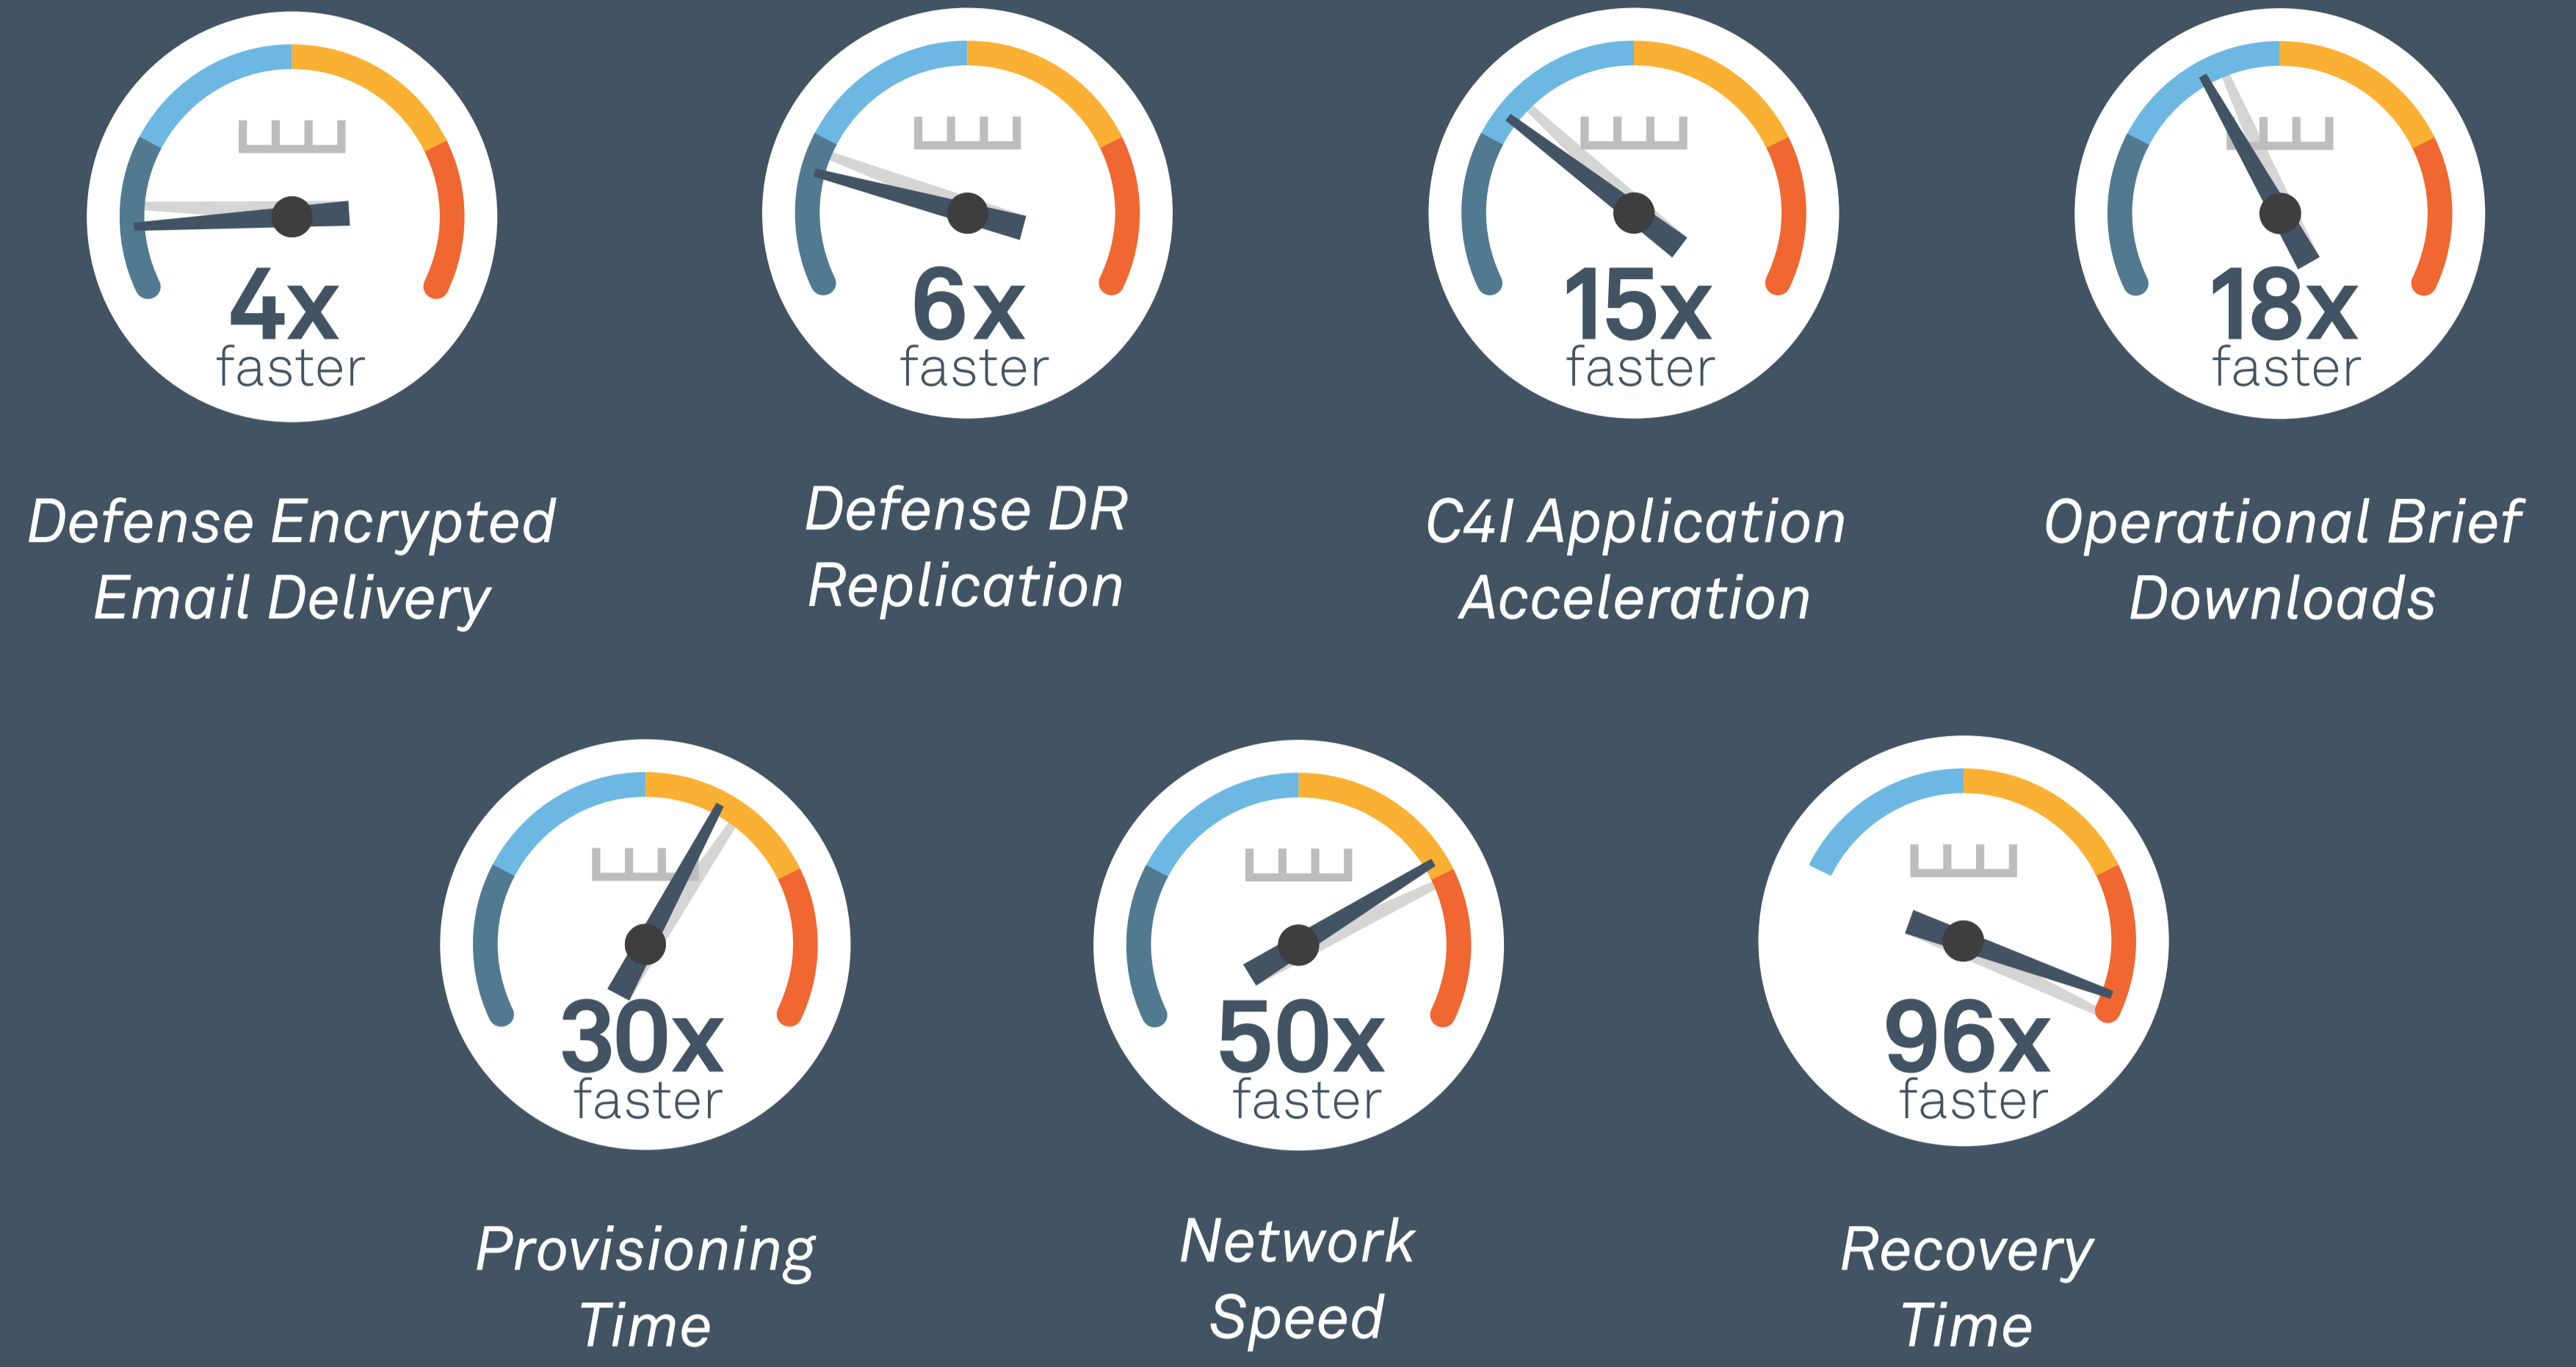 4x
faster
Defense Encrypted
Email Delivery
6x
faster
Defense DR
Replication
15x
faster
C4I Application
Acceleration
18x
faster
Operational Brief
Downloads
30x
faster
Provisioning
Time
50x
faster
Network
Speed
96x
faster
Recovery
Time